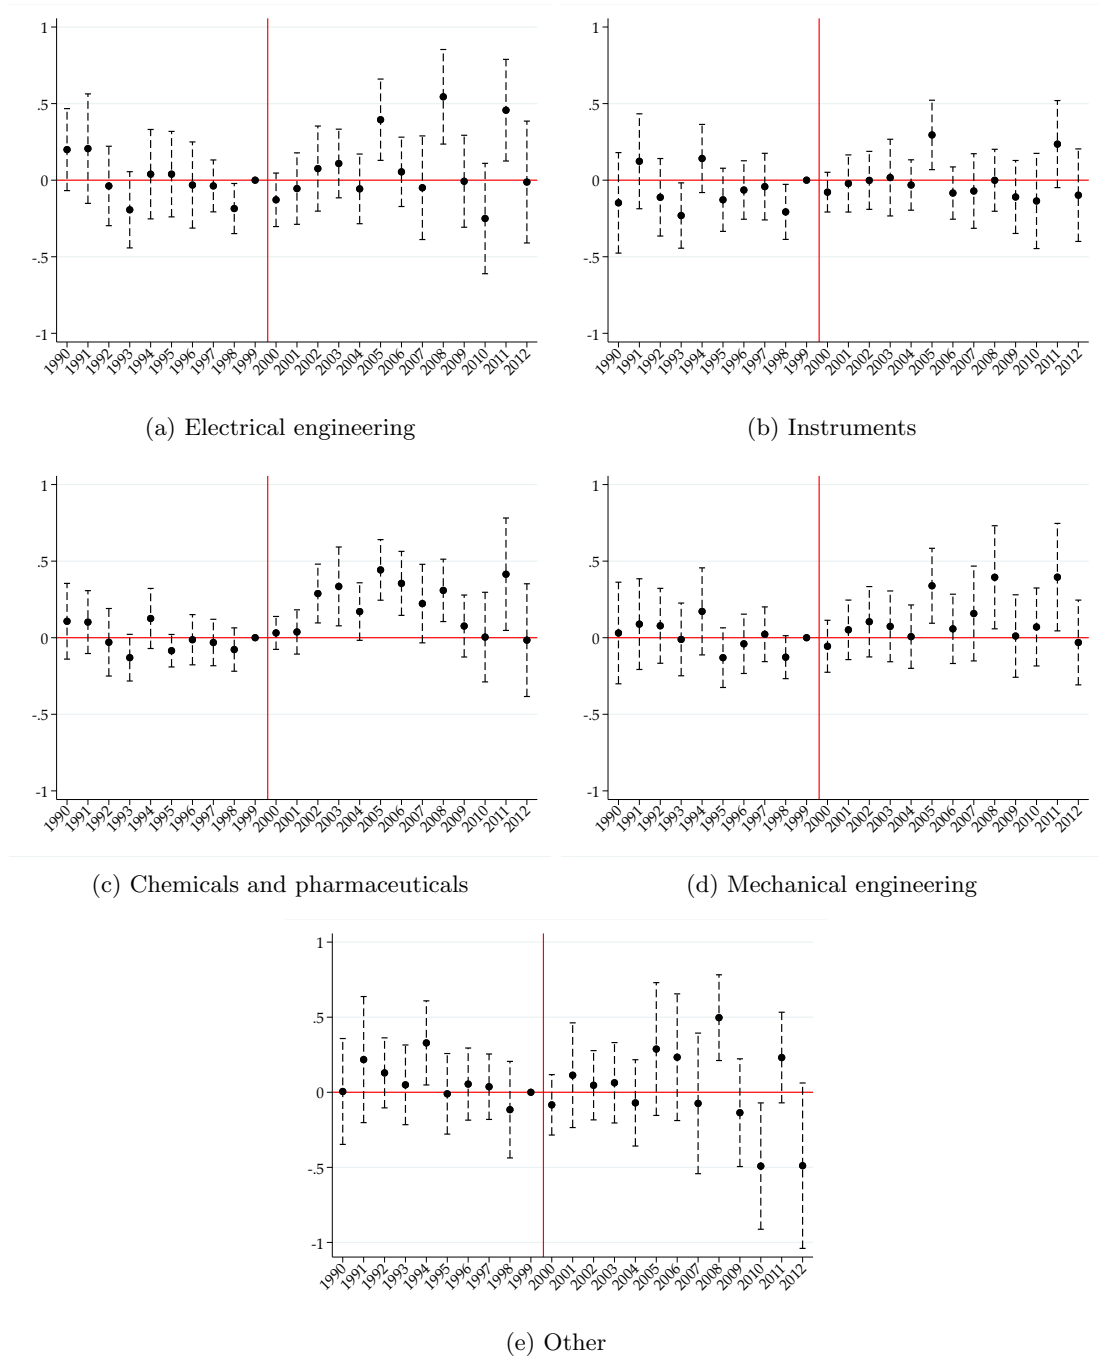 1
.5
0
-.5
-1
1990 1991 1992 1993 1994 1995 1996 1997 1998 1999 2000 2001 2002 2003 2004 2005 2006 2007 2008 2009 2010 2011 2012
(a) Electrical engineering
1
.5
0
-.5
-1
1990 1991 1992 1993 1994 1995 1996 1997 1998 1999 2000 2001 2002 2003 2004 2005 2006 2007 2008 2009 2010 2011 2012
(b) Instruments
1
.5
0
-.5
-1
1990 1991 1992 1993 1994 1995 1996 1997 1998 1999 2000 2001 2002 2003 2004 2005 2006 2007 2008 2009 2010 2011 2012
(c) Chemicals and pharmaceuticals
1
.5
0
-.5
-1
1990 1991 1992 1993 1994 1995 1996 1997 1998 1999 2000 2001 2002 2003 2004 2005 2006 2007 2008 2009 2010 2011 2012
(d) Mechanical engineering
1
.5
0
-.5
-1
1990 1991 1992 1993 1994 1995 1996 1997 1998 1999 2000 2001 2002 2003 2004 2005 2006 2007 2008 2009 2010 2011 2012
(e) Other